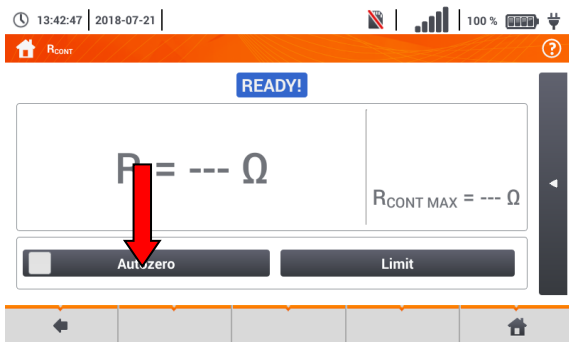 13:42:47 2018-07-21 100 %
RCONT ?
READY!
R = --- Ω
RCONT MAX = --- Ω
Autozero Limit